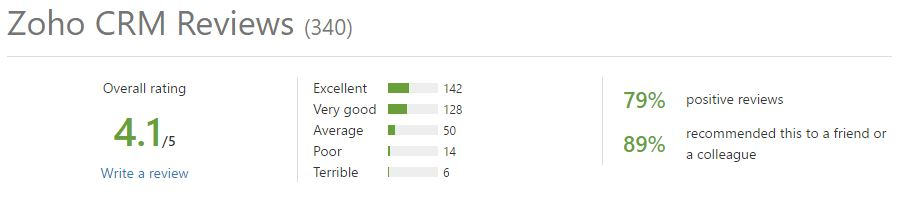 Zoho CRM Reviews (340)
Overall rating
4.1/5
Write a review
Excellent 142
Very good 128
Average 50
Poor 14
Terrible 6
79% positive reviews
89% recommended this to a friend or
a colleague